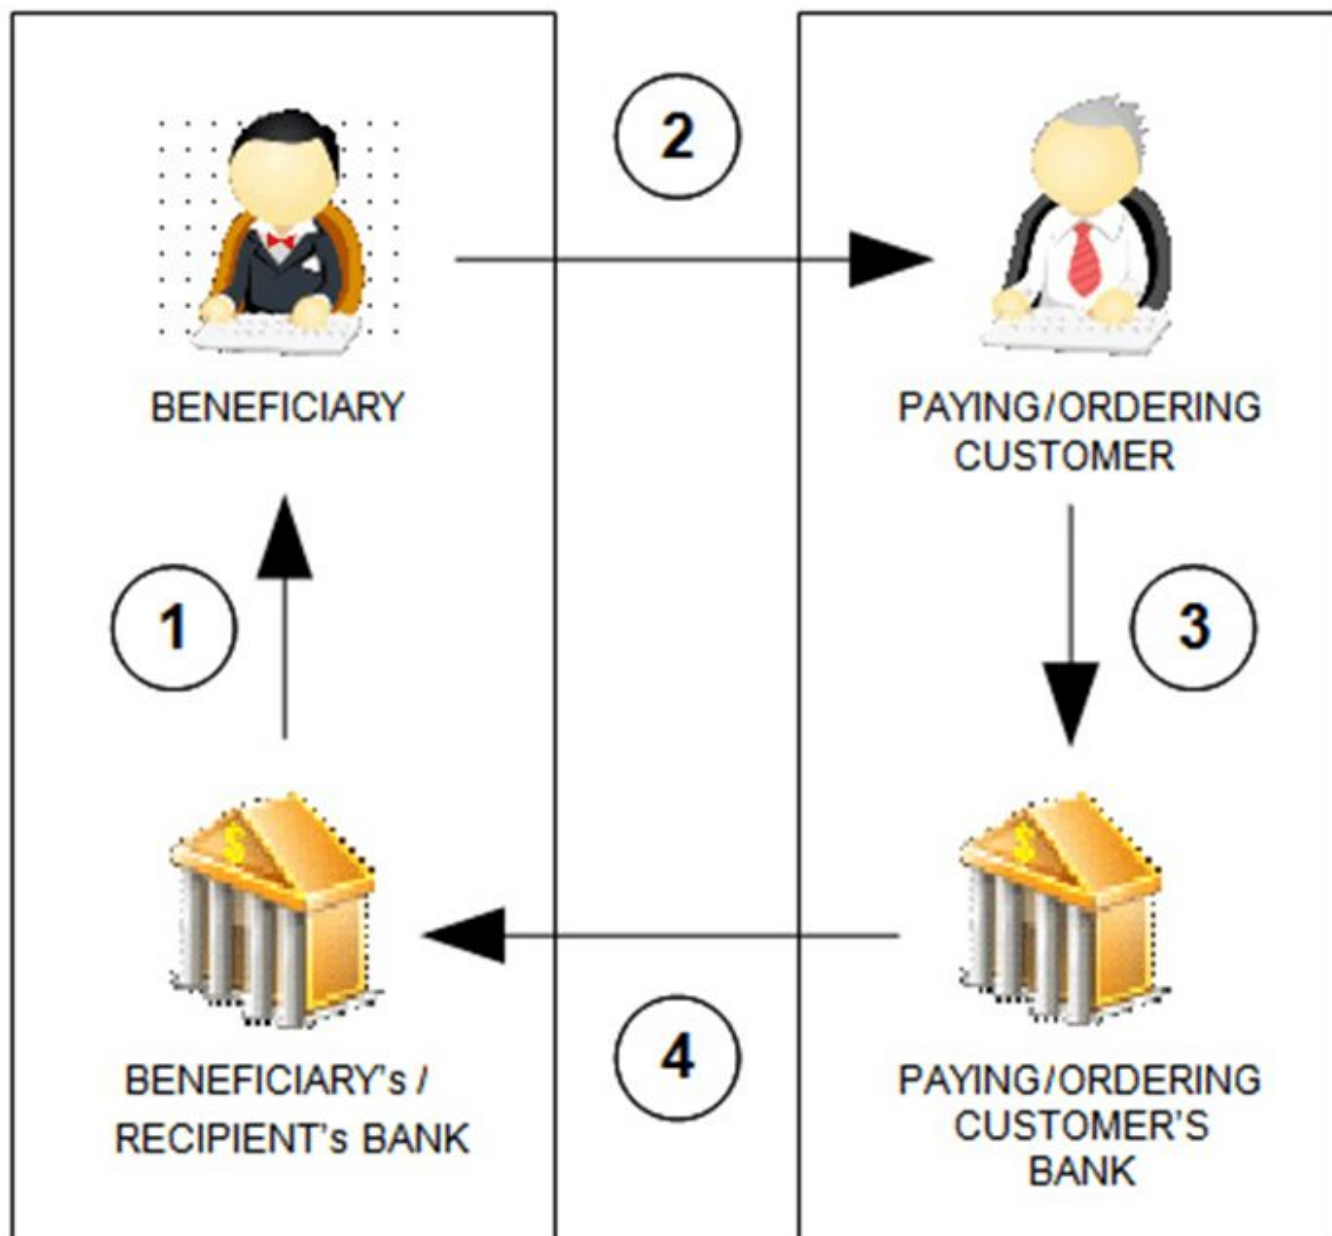 2
BENEFICIARY
PAYING/ORDERING
CUSTOMER
1
3
$
$
4
BENEFICIARY's /
RECIPIENT's BANK
PAYING/ORDERING
CUSTOMER'S
BANK